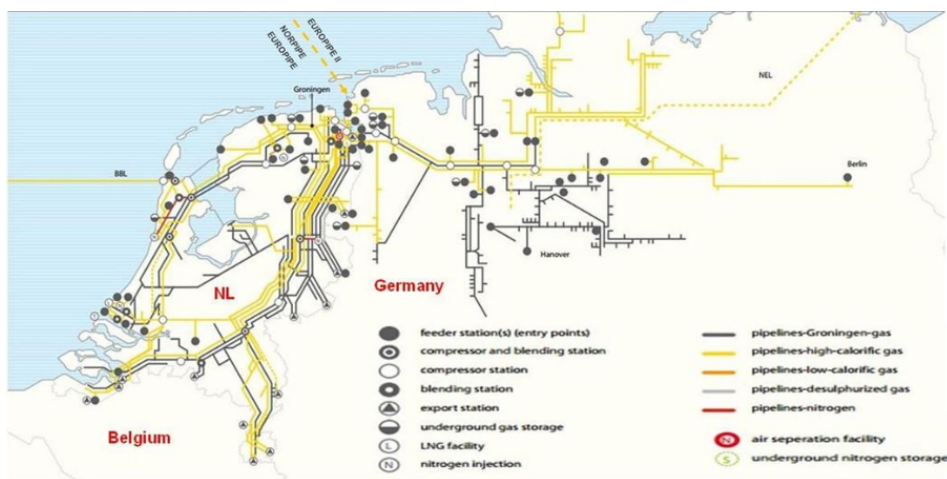 EUROPIPE II
NORPIPE
EUROPIPE
Groningen
NEL
BBL
Berlin
Hanover
NL
Germany
Belgium
feeder station(s) (entry points)
compressor and blending station
compressor station
blending station
export station
underground gas storage
L LNG facility
N nitrogen injection
pipelines-Groningen-gas
pipelines-high-calorific gas
pipelines-low-calorific gas
pipelines-desulphurized gas
pipelines-nitrogen
N air seperation facility
S underground nitrogen storage